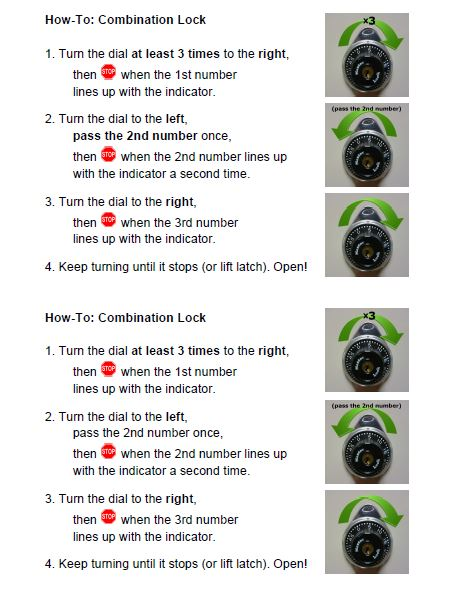 How-To: Combination Lock
x3
1. Turn the dial at least 3 times to the right,
then STOP when the 1st number
lines up with the indicator.
(pass the 2nd number)
2. Turn the dial to the left,
pass the 2nd number once,
then STOP when the 2nd number lines up
with the indicator a second time.
3. Turn the dial to the right,
then STOP when the 3rd number
lines up with the indicator.
4. Keep turning until it stops (or lift latch). Open!
How-To: Combination Lock
x3
1. Turn the dial at least 3 times to the right,
then STOP when the 1st number
lines up with the indicator.
(pass the 2nd number)
2. Turn the dial to the left,
pass the 2nd number once,
then STOP when the 2nd number lines up
with the indicator a second time.
3. Turn the dial to the right,
then STOP when the 3rd number
lines up with the indicator.
4. Keep turning until it stops (or lift latch). Open!